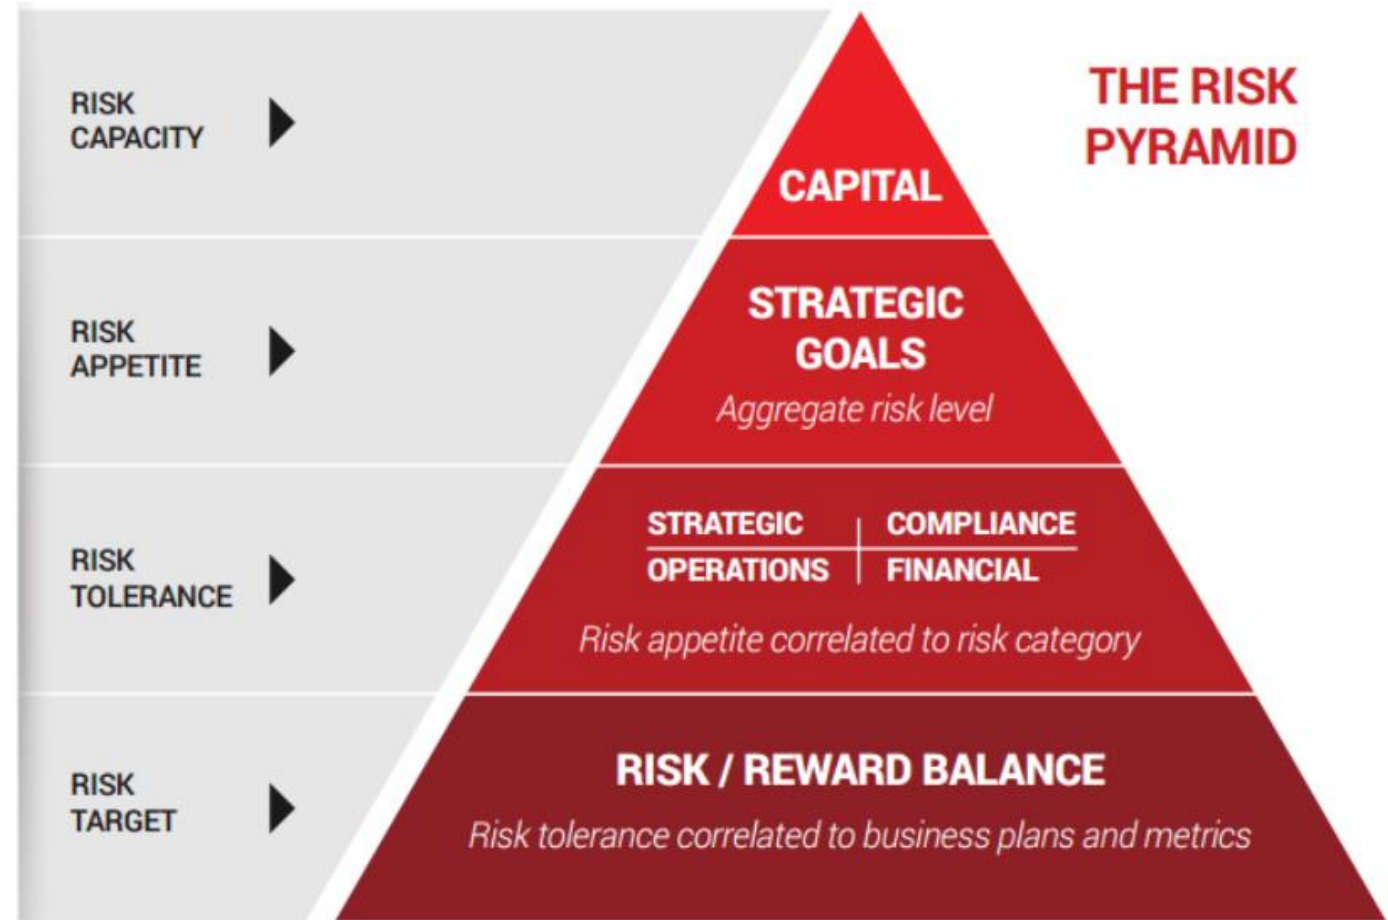 THE RISK
PYRAMID
RISK
CAPACITY
CAPITAL
RISK
APPETITE
STRATEGIC
GOALS
Aggregate risk level
RISK
TOLERANCE
STRATEGIC COMPLIANCE
OPERATIONS FINANCIAL
Risk appetite correlated to risk category
RISK
TARGET
RISK / REWARD BALANCE
Risk tolerance correlated to business plans and metrics